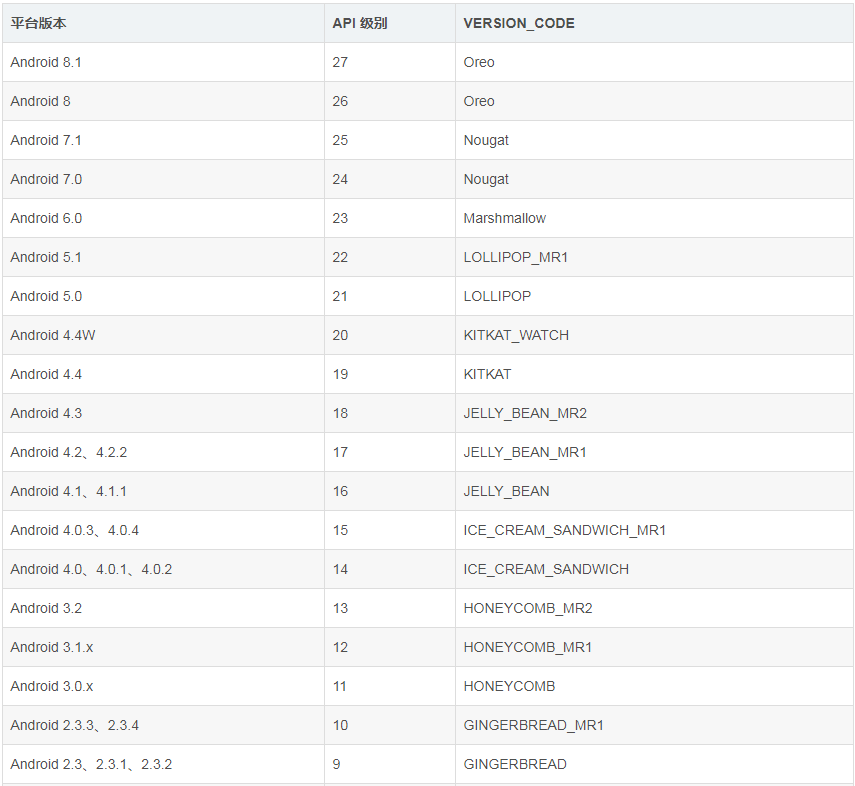 平台版本 API 级别 VERSION_CODE
Android 8.1 27 Oreo
Android 8 26 Oreo
Android 7.1 25 Nougat
Android 7.0 24 Nougat
Android 6.0 23 Marshmallow
Android 5.1 22 LOLLIPOP_MR1
Android 5.0 21 LOLLIPOP
Android 4.4W 20 KITKAT_WATCH
Android 4.4 19 KITKAT
Android 4.3 18 JELLY_BEAN_MR2
Android 4.2、4.2.2 17 JELLY_BEAN_MR1
Android 4.1、4.1.1 16 JELLY_BEAN
Android 4.0.3、4.0.4 15 ICE_CREAM_SANDWICH_MR1
Android 4.0、4.0.1、4.0.2 14 ICE_CREAM_SANDWICH
Android 3.2 13 HONEYCOMB_MR2
Android 3.1.x 12 HONEYCOMB_MR1
Android 3.0.x 11 HONEYCOMB
Android 2.3.3、2.3.4 10 GINGERBREAD_MR1
Android 2.3、2.3.1、2.3.2 9 GINGERBREAD